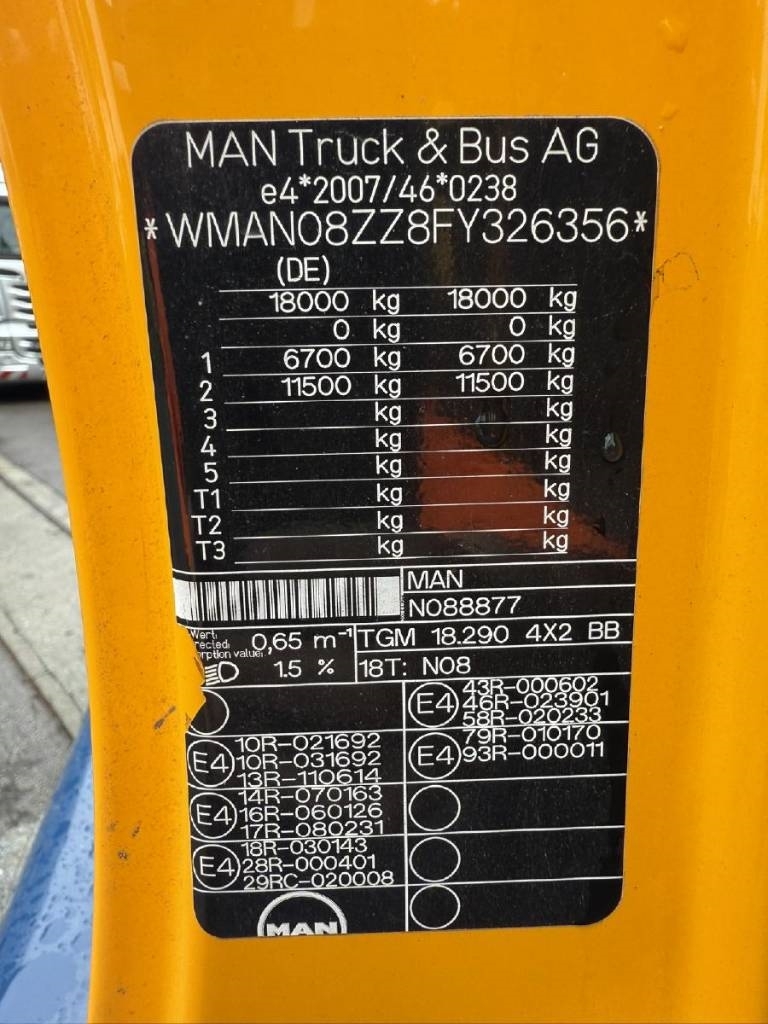 MAN Truck & Bus AG
e4*2007/46*0238
*WMAN08ZZ8FY326356*
(DE)
18000 kg 18000 kg
0 kg 0 kg
1 6700 kg 6700 kg
2 11500 kg 11500 kg
3 kg kg
4 kg kg
5 kg kg
T1 kg kg
T2 kg kg
T3 kg kg
MAN
N088877
Wert: 0,65 m⁻¹
TGM 18.290 4X2 BB
1.5 %
18T: N08
E4 43R-000602
46R-023901
58R-020233
E4 10R-021692
10R-031692
13R-110614
E4 79R-010170
93R-000011
E4 14R-070163
16R-060126
17R-080231
E4 18R-030143
28R-000401
29RC-020008
MAN